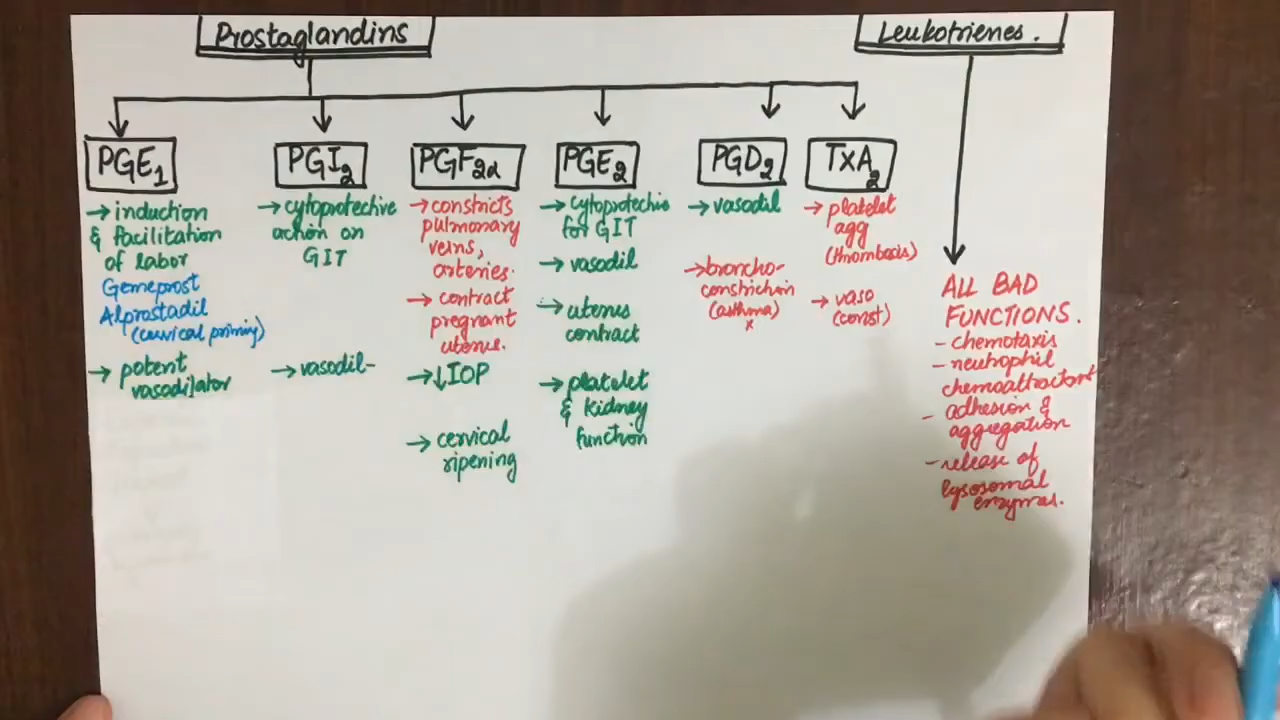 Prostaglandins
Leukotrienes.
PGE1
→ induction
& facilitation
of labor
Gemeprost
Alprostadil
(cervical priming)
→ potent
vasodilator
PGI2
→ cytoprotective
action on
GIT
→ vasodil-
PGF2α
→ constricts
pulmonary
veins,
arteries.
→ contract
pregnant
uterus.
→ ↓IOP
→ cervical
ripening
PGE2
→ cytoprotective
for GIT
→ vasodil
→ uterus
contract
→ platelet
& kidney
function
PGD2
→ vasodil
→ broncho-
constriction
(asthma)
x
TxA2
→ platelet
agg
(thrombosis)
→ vaso
(const)
ALL BAD
FUNCTIONS.
- chemotaxis
- neutrophil
chemoattractant
- adhesion &
aggregation
- release of
lysosomal
enzymes.